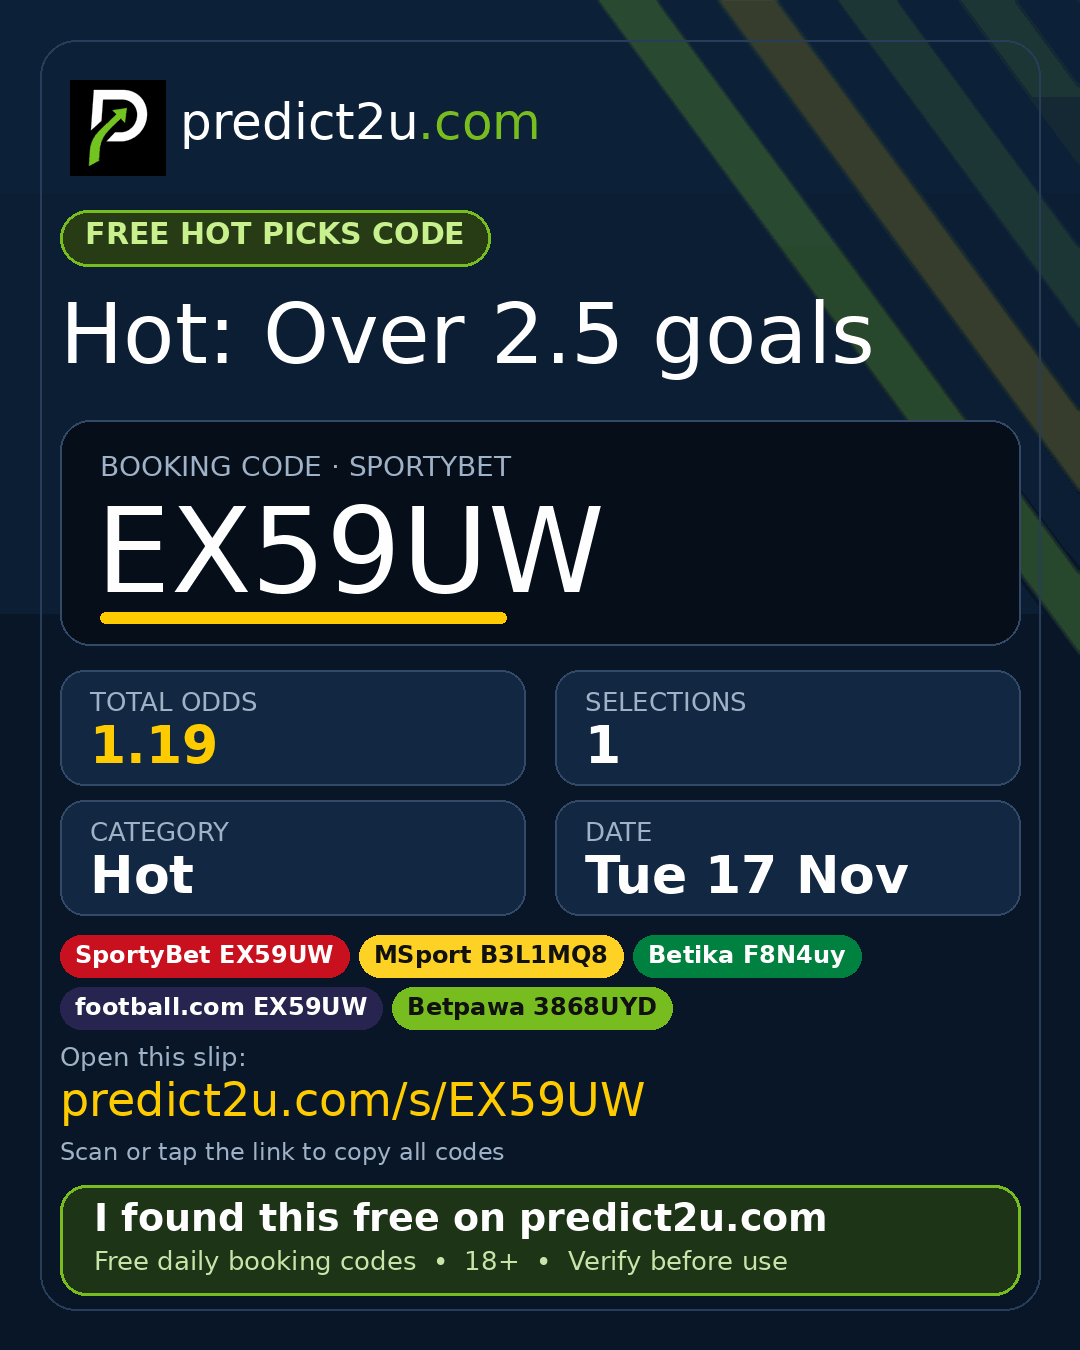 predict2u.com
FREE HOT PICKS CODE
Hot: Over 2.5 goals
BOOKING CODE · SPORTYBET
EX59UW
TOTAL ODDS
1.19
SELECTIONS
1
CATEGORY
Hot
DATE
Tue 17 Nov
SportyBet EX59UW
MSport B3L1MQ8
Betika F8N4uy
football.com EX59UW
Betpawa 3868UYD
Open this slip:
predict2u.com/s/EX59UW
Scan or tap the link to copy all codes
I found this free on predict2u.com
Free daily booking codes • 18+ • Verify before use